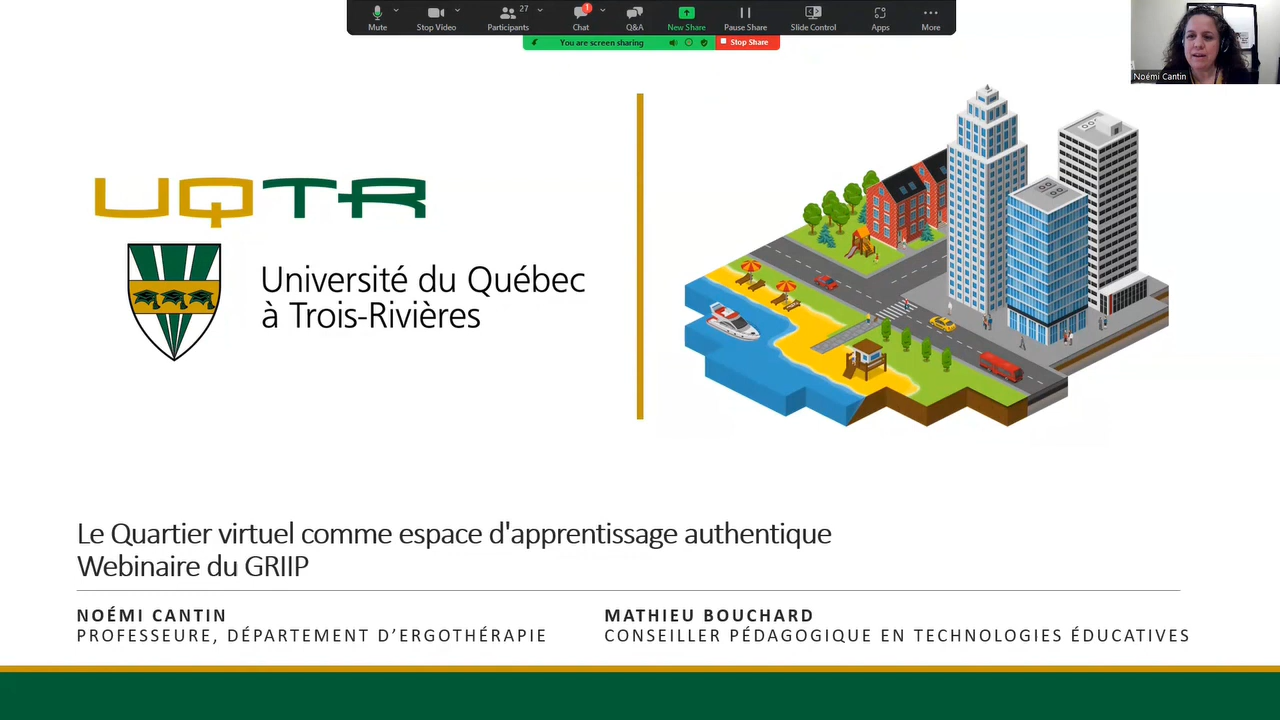 Mute
Stop Video
Participants
27
Chat
1
Q&A
New Share
Pause Share
Slide Control
Apps
More
You are screen sharing
Stop Share
Noémi Cantin
UQTR
Université du Québec
à Trois-Rivières
Le Quartier virtuel comme espace d'apprentissage authentique
Webinaire du GRIIP
NOÉMI CANTIN
PROFESSEURE, DÉPARTEMENT D’ERGOTHÉRAPIE
MATHIEU BOUCHARD
CONSEILLER PÉDAGOGIQUE EN TECHNOLOGIES ÉDUCATIVES